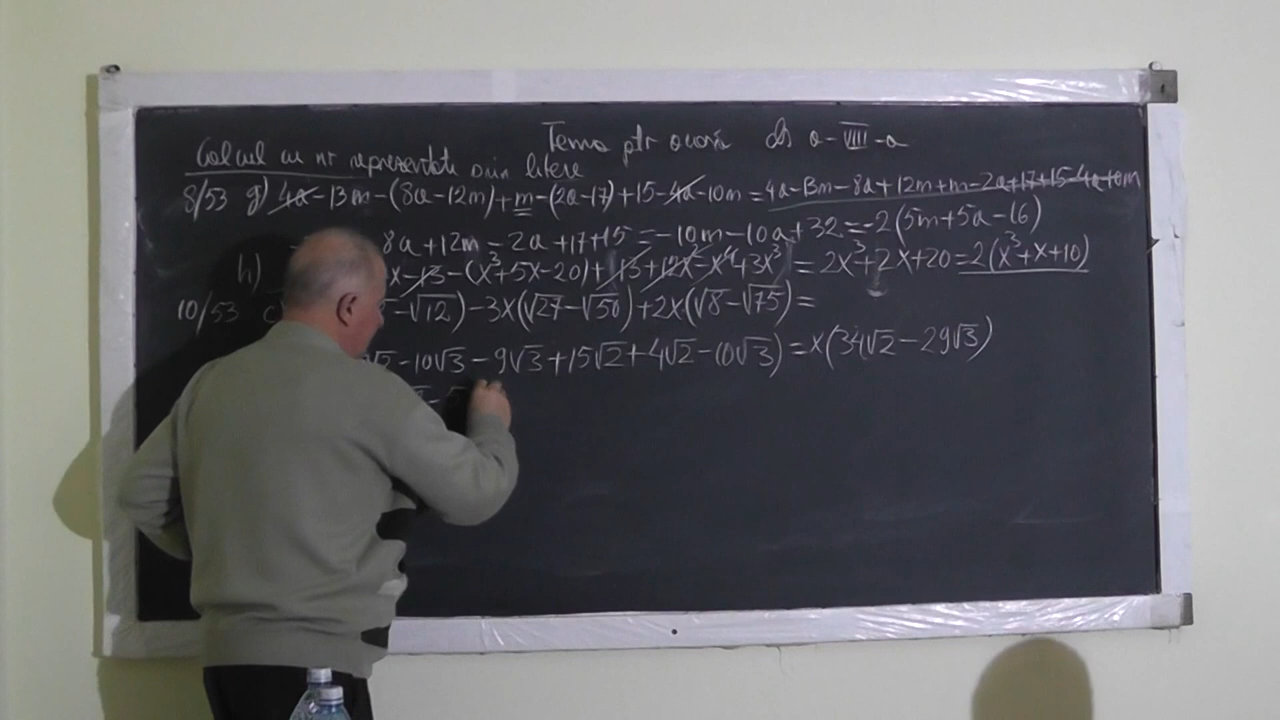 Tema ptr acasă cls a-VIII-a
Calcul cu nr reprezentate prin litere
8/53 g) 4a-13m-(8a-12m)+m-(2a-17)+15-4a-10m=4a-13m-8a+12m+m-2a+17+15-4a-10m
8a+12m-2a+17+15=-10m-10a+32=-2(5m+5a-16)
h) x-13-(x³+5x-20)+13+12x²-x⁴+3x³=2x³+2x+20=2(x³+x+10)
10/53 c -√12)-3x(√27-√50)+2x(√8-√75)=
√2-10√3-9√3+15√2+4√2-10√3)=x(34√2-29√3)